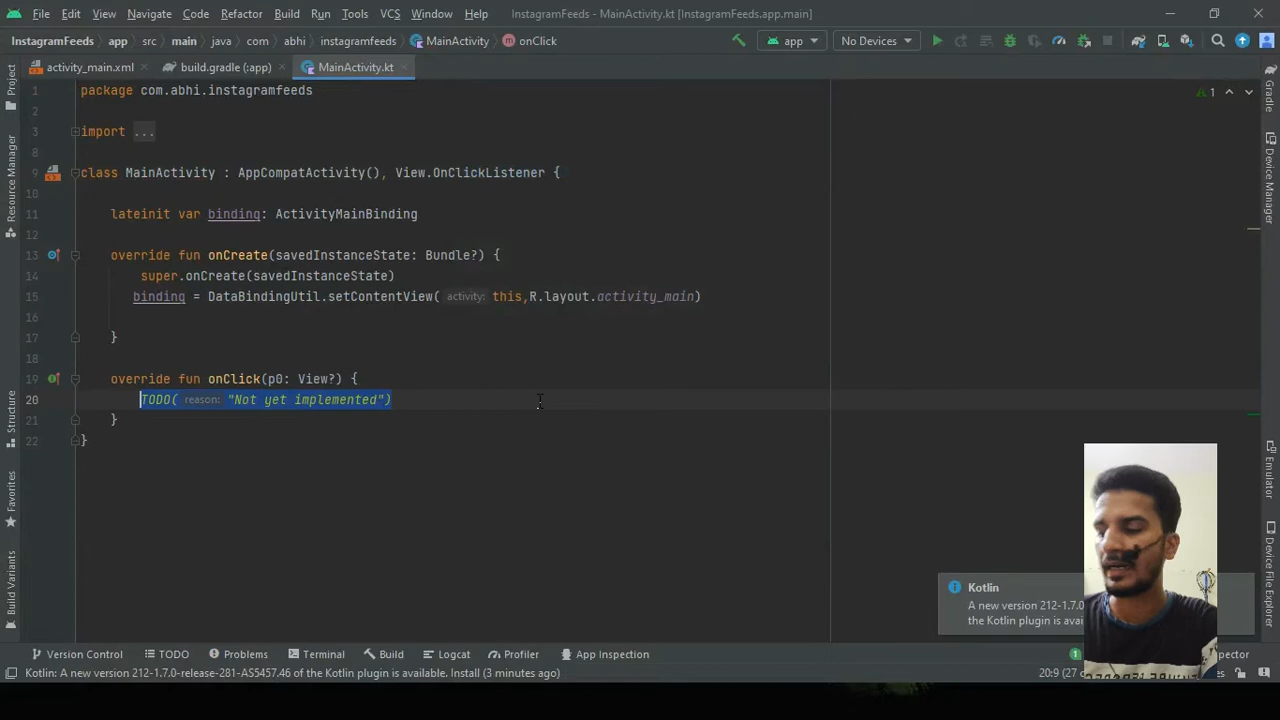 File Edit View Navigate Code Refactor Build Run Tools VCS Window Help InstagramFeeds - MainActivity.kt [InstagramFeeds.app.main]
InstagramFeeds app src main java com abhi instagramfeeds MainActivity onClick app No Devices
activity_main.xml build.gradle (:app) MainActivity.kt
1 package com.abhi.instagramfeeds 1
2
3 import ...
8
9 class MainActivity : AppCompatActivity(), View.OnClickListener {
10
11 lateinit var binding: ActivityMainBinding
12
13 override fun onCreate(savedInstanceState: Bundle?) {
14 super.onCreate(savedInstanceState)
15 binding = DataBindingUtil.setContentView( activity: this,R.layout.activity_main)
16
17 }
18
19 override fun onClick(p0: View?) {
20 TODO( reason: "Not yet implemented")
21 }
22 }
Project
Resource Manager
Structure
Favorites
Build Variants
Gradle
Device Manager
Emulator
Device File Explorer
Kotlin
A new version 212-1.7.0
the Kotlin plugin is avai
Version Control TODO Problems Terminal Build Logcat Profiler App Inspection 1 pector
Kotlin: A new version 212-1.7.0-release-281-AS5457.46 of the Kotlin plugin is available. Install (3 minutes ago) 20:9 (27 c es